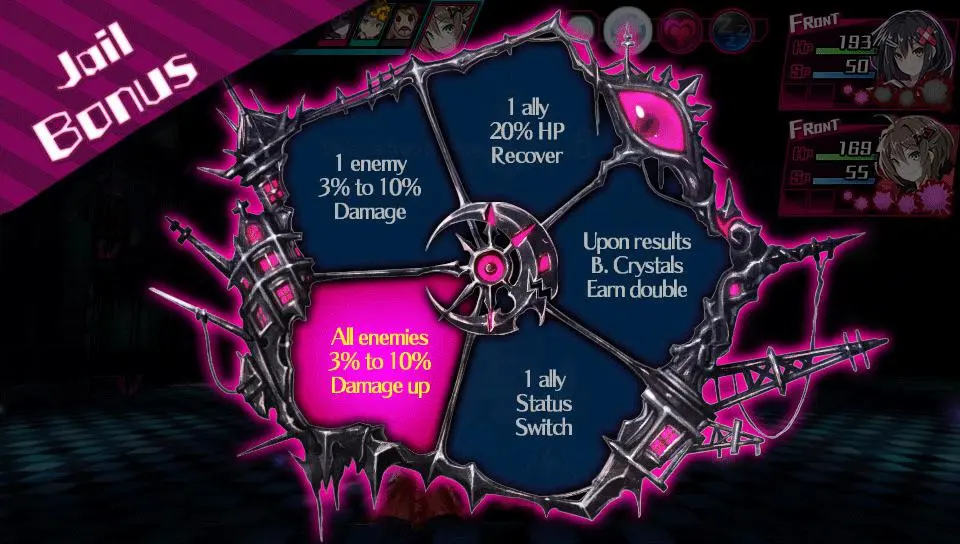 Jail
Bonus
1 ally
20% HP
Recover
1 enemy
3% to 10%
Damage
Upon results
B. Crystals
Earn double
All enemies
3% to 10%
Damage up
1 ally
Status
Switch
FRONT
HP 193
SP 50
FRONT
HP 169
SP 55